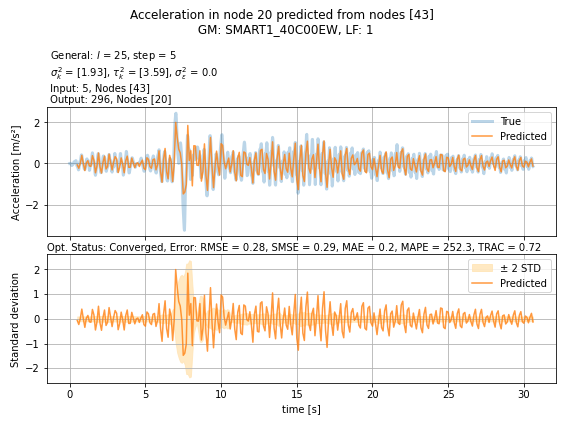 Acceleration in node 20 predicted from nodes [43]
GM: SMART1_40C00EW, LF: 1
General: l = 25, step = 5
σ²_k = [1.93], τ²_k = [3.59], σ²_ε = 0.0
Input: 5, Nodes [43]
Output: 296, Nodes [20]
Acceleration [m/s²]
2
0
−2
True
Predicted
Opt. Status: Converged, Error: RMSE = 0.28, SMSE = 0.29, MAE = 0.2, MAPE = 252.3, TRAC = 0.72
Standard deviation
2
1
0
−1
−2
± 2 STD
Predicted
0 5 10 15 20 25 30
time [s]